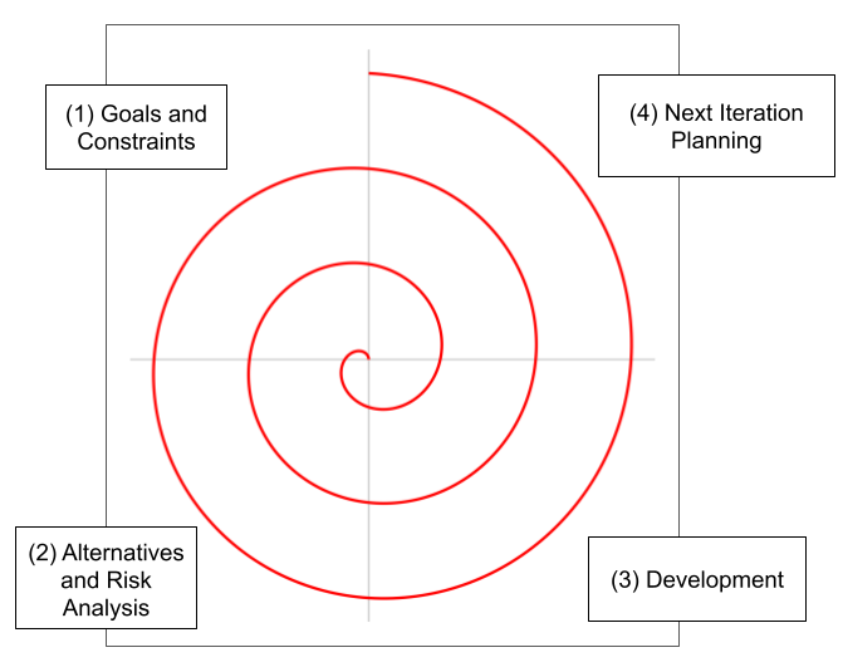 (1) Goals and
Constraints
(4) Next Iteration
Planning
(2) Alternatives
and Risk
Analysis
(3) Development